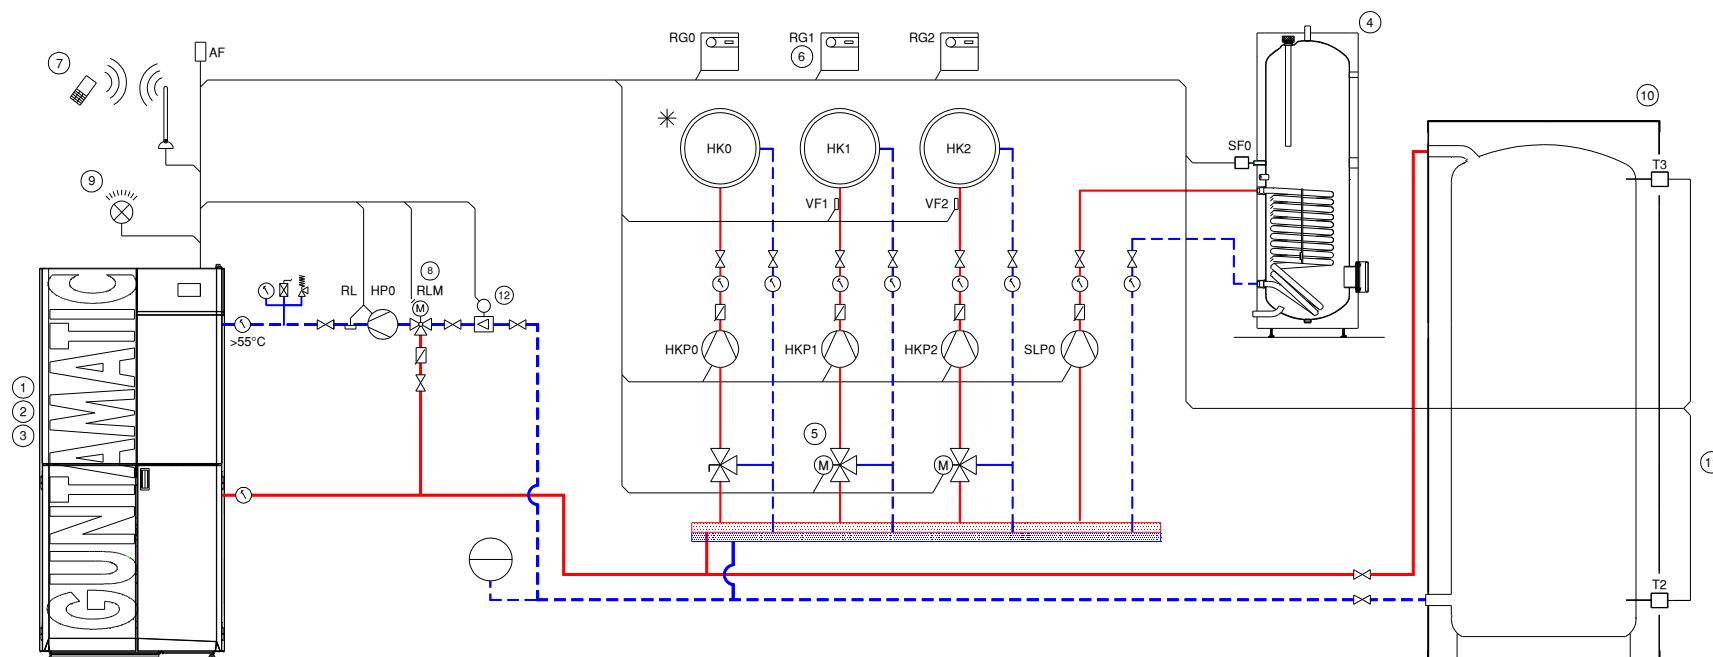 4
RG0
RG1
RG2
AF
6
7
10
HK0
HK1
HK2
SF0
T3
9
VF1
VF2
8
RL
HP0
RLM
12
M
>55°C
HKP0
HKP1
HKP2
SLP0
1
2
3
GUNTAMATIC
5
M
M
T2